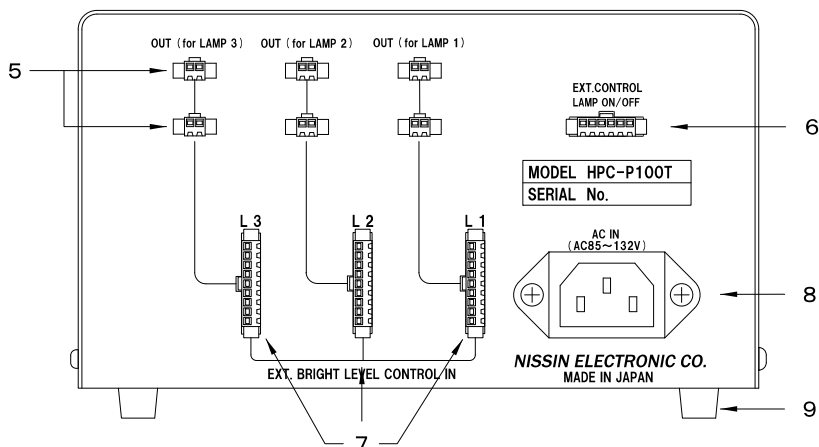 OUT (for LAMP 3) OUT (for LAMP 2) OUT (for LAMP 1)
5
EXT.CONTROL
LAMP ON/OFF
6
MODEL HPC-P100T
SERIAL No.
L 3 L 2 L 1
AC IN
(AC85～132V)
8
NISSIN ELECTRONIC CO.
MADE IN JAPAN
EXT. BRIGHT LEVEL CONTROL IN
9
7